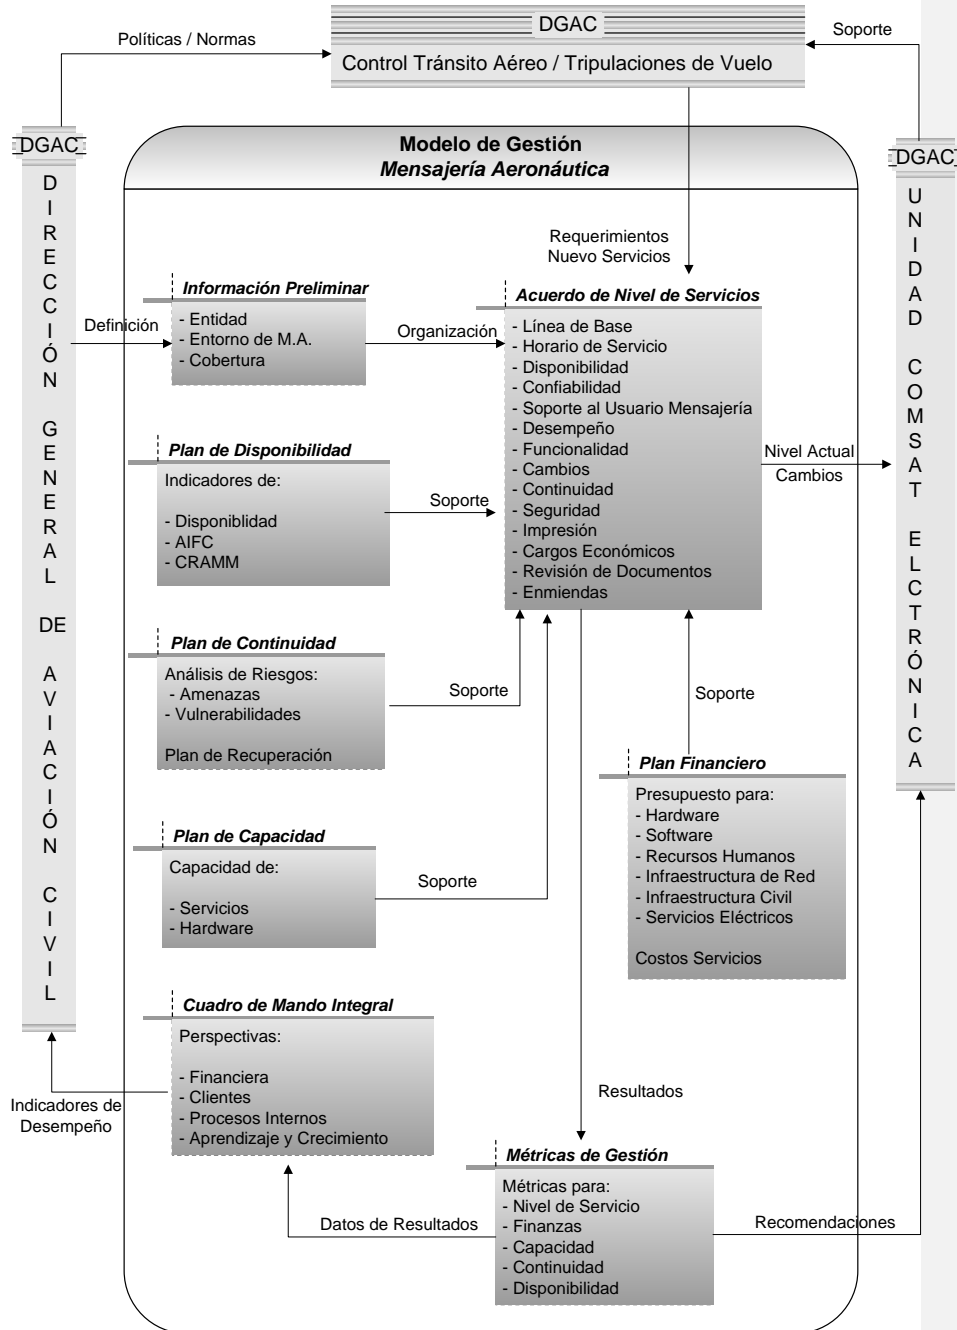 DGAC
Control Tránsito Aéreo / Tripulaciones de Vuelo
Políticas / Normas
Soporte
DGAC
DIRECCIÓN GENERAL DE AVIACIÓN CIVIL
DGAC
UNIDAD COMSAT ELCTRÓNICA
Modelo de Gestión
Mensajería Aeronáutica
Requerimientos
Nuevo Servicios
Definición
Información Preliminar
- Entidad
- Entorno de M.A.
- Cobertura
Organización
Acuerdo de Nivel de Servicios
- Línea de Base
- Horario de Servicio
- Disponibilidad
- Confiabilidad
- Soporte al Usuario Mensajería
- Desempeño
- Funcionalidad
- Cambios
- Continuidad
- Seguridad
- Impresión
- Cargos Económicos
- Revisión de Documentos
- Enmiendas
Nivel Actual
Cambios
Plan de Disponibilidad
Indicadores de:
- Disponiblidad
- AIFC
- CRAMM
Soporte
Plan de Continuidad
Análisis de Riesgos:
- Amenazas
- Vulnerabilidades
Plan de Recuperación
Soporte
Soporte
Plan Financiero
Presupuesto para:
- Hardware
- Software
- Recursos Humanos
- Infraestructura de Red
- Infraestructura Civil
- Servicios Eléctricos
Costos Servicios
Plan de Capacidad
Capacidad de:
- Servicios
- Hardware
Soporte
Cuadro de Mando Integral
Perspectivas:
- Financiera
- Clientes
- Procesos Internos
- Aprendizaje y Crecimiento
Indicadores de
Desempeño
Resultados
Métricas de Gestión
Métricas para:
- Nivel de Servicio
- Finanzas
- Capacidad
- Continuidad
- Disponibilidad
Datos de Resultados
Recomendaciones